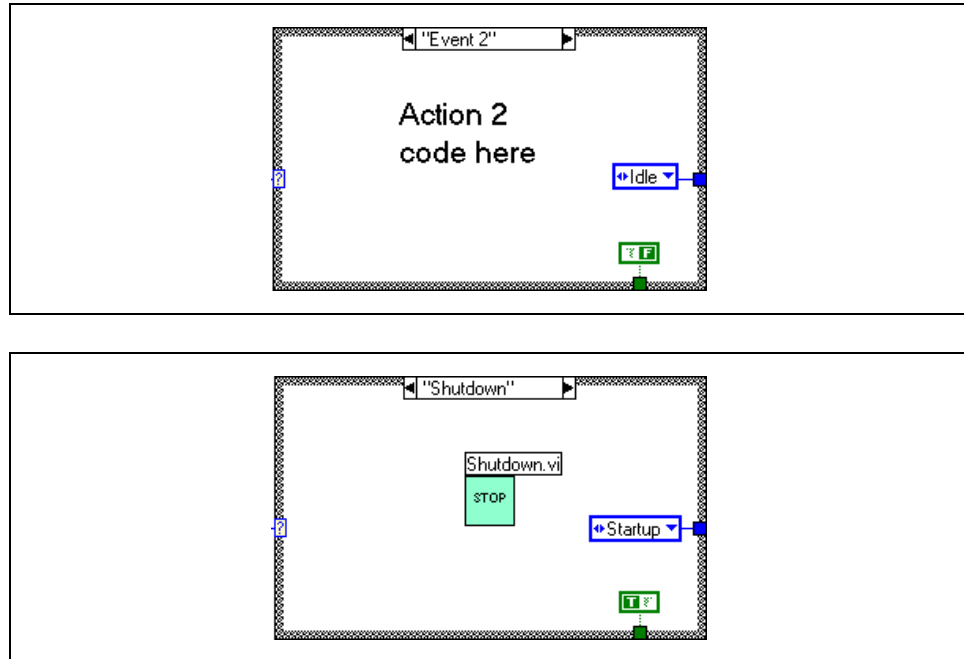 "Event 2"
Action 2
code here
?
Idle
F
"Shutdown"
Shutdown.vi
STOP
?
Startup
T